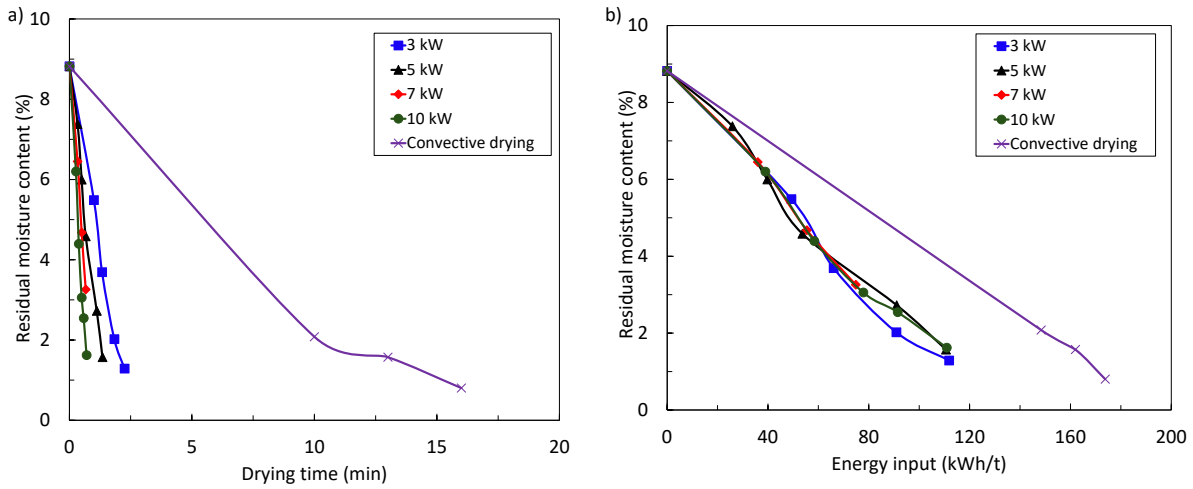 a)
10
8
6
4
2
0
Residual moisture content (%)
3 kW
5 kW
7 kW
10 kW
Convective drying
0
5
10
15
20
Drying time (min)
b)
10
8
6
4
2
0
Residual moisture content (%)
3 kW
5 kW
7 kW
10 kW
Convective drying
0
40
80
120
160
200
Energy input (kWh/t)